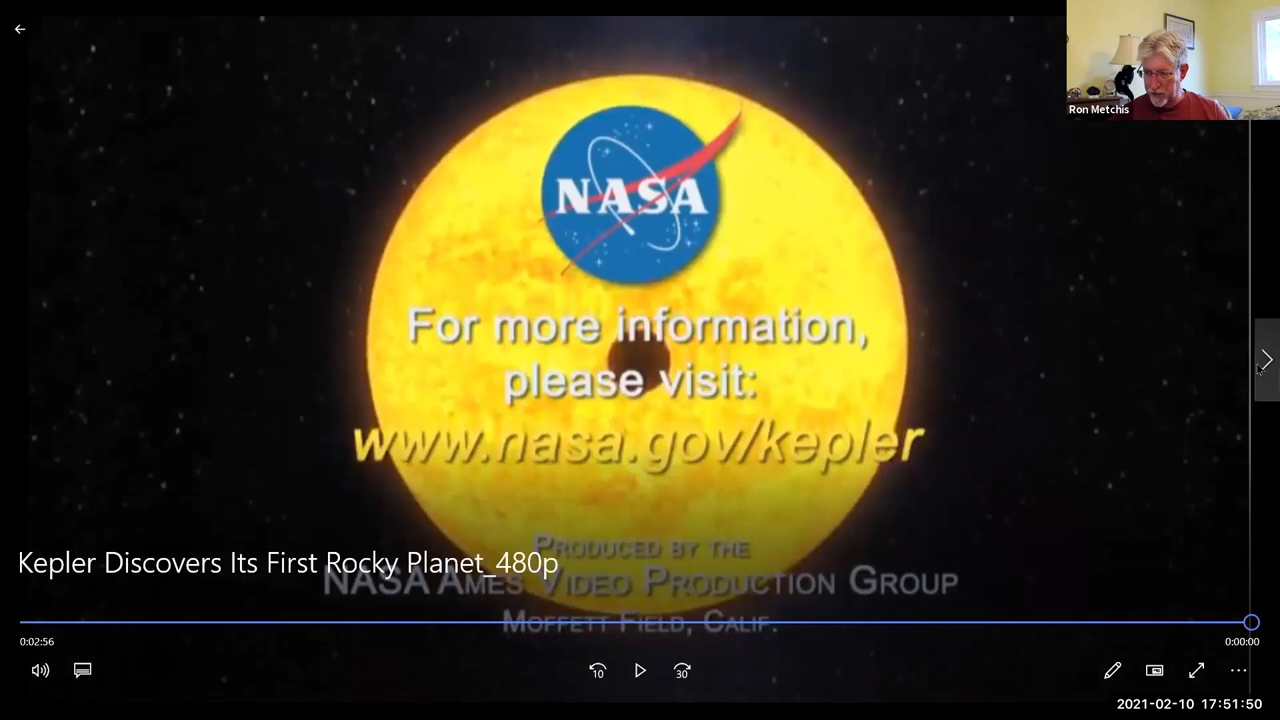 Ron Metchis
NASA
For more information,
please visit:
www.nasa.gov/kepler
PRODUCED BY THE
Kepler Discovers Its First Rocky Planet_480p
NASA AMES VIDEO PRODUCTION GROUP
MOFFETT FIELD, CALIF.
0:02:56
0:00:00
10
30
2021-02-10 17:51:50